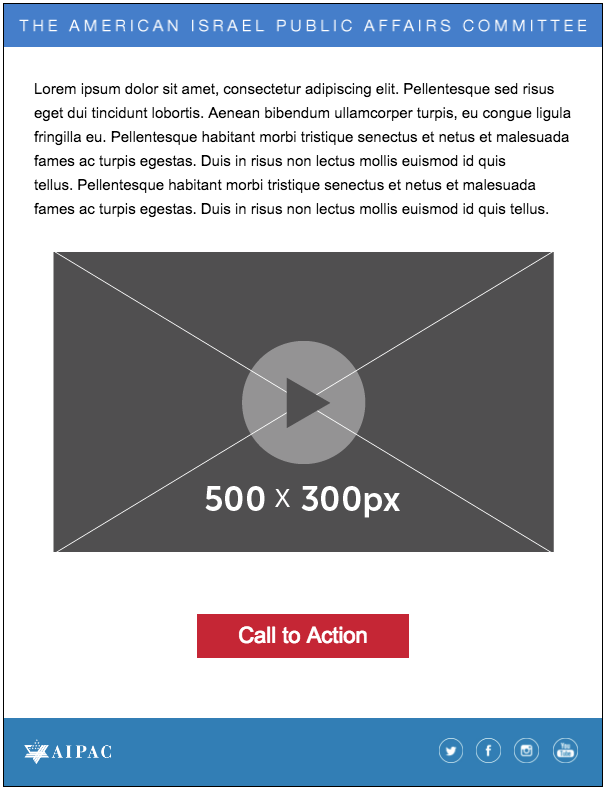 THE AMERICAN ISRAEL PUBLIC AFFAIRS COMMITTEE
Lorem ipsum dolor sit amet, consectetur adipiscing elit. Pellentesque sed risus
eget dui tincidunt lobortis. Aenean bibendum ullamcorper turpis, eu congue ligula
fringilla eu. Pellentesque habitant morbi tristique senectus et netus et malesuada
fames ac turpis egestas. Duis in risus non lectus mollis euismod id quis
tellus. Pellentesque habitant morbi tristique senectus et netus et malesuada
fames ac turpis egestas. Duis in risus non lectus mollis euismod id quis tellus.
500 X 300px
Call to Action
AIPAC
You
Tube